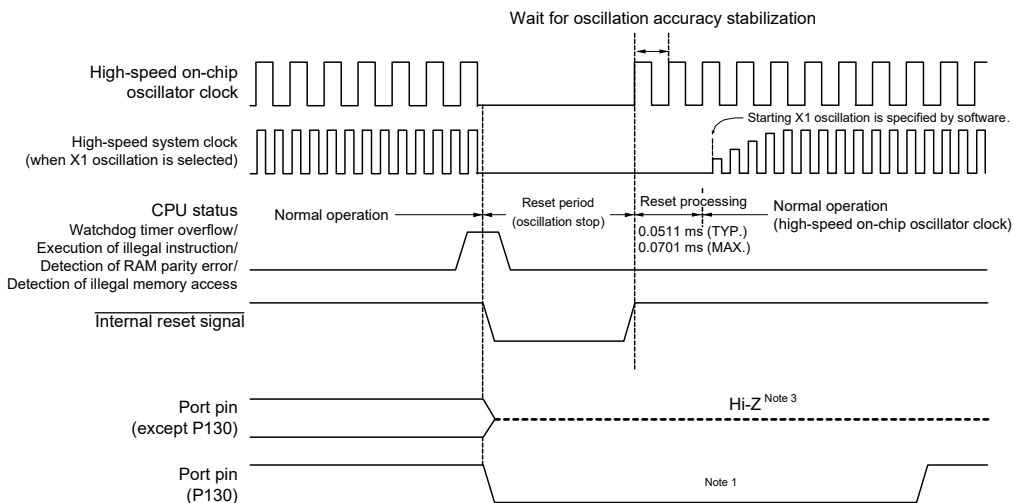 Wait for oscillation accuracy stabilization
High-speed on-chip
oscillator clock
Starting X1 oscillation is specified by software.
High-speed system clock
(when X1 oscillation is selected)
CPU status
Normal operation
Reset period
(oscillation stop)
Reset processing
0.0511 ms (TYP.)
0.0701 ms (MAX.)
Normal operation
(high-speed on-chip oscillator clock)
Watchdog timer overflow/
Execution of illegal instruction/
Detection of RAM parity error/
Detection of illegal memory access
Internal reset signal
Port pin
(except P130)
Hi-Z Note 3
Port pin
(P130)
Note 1